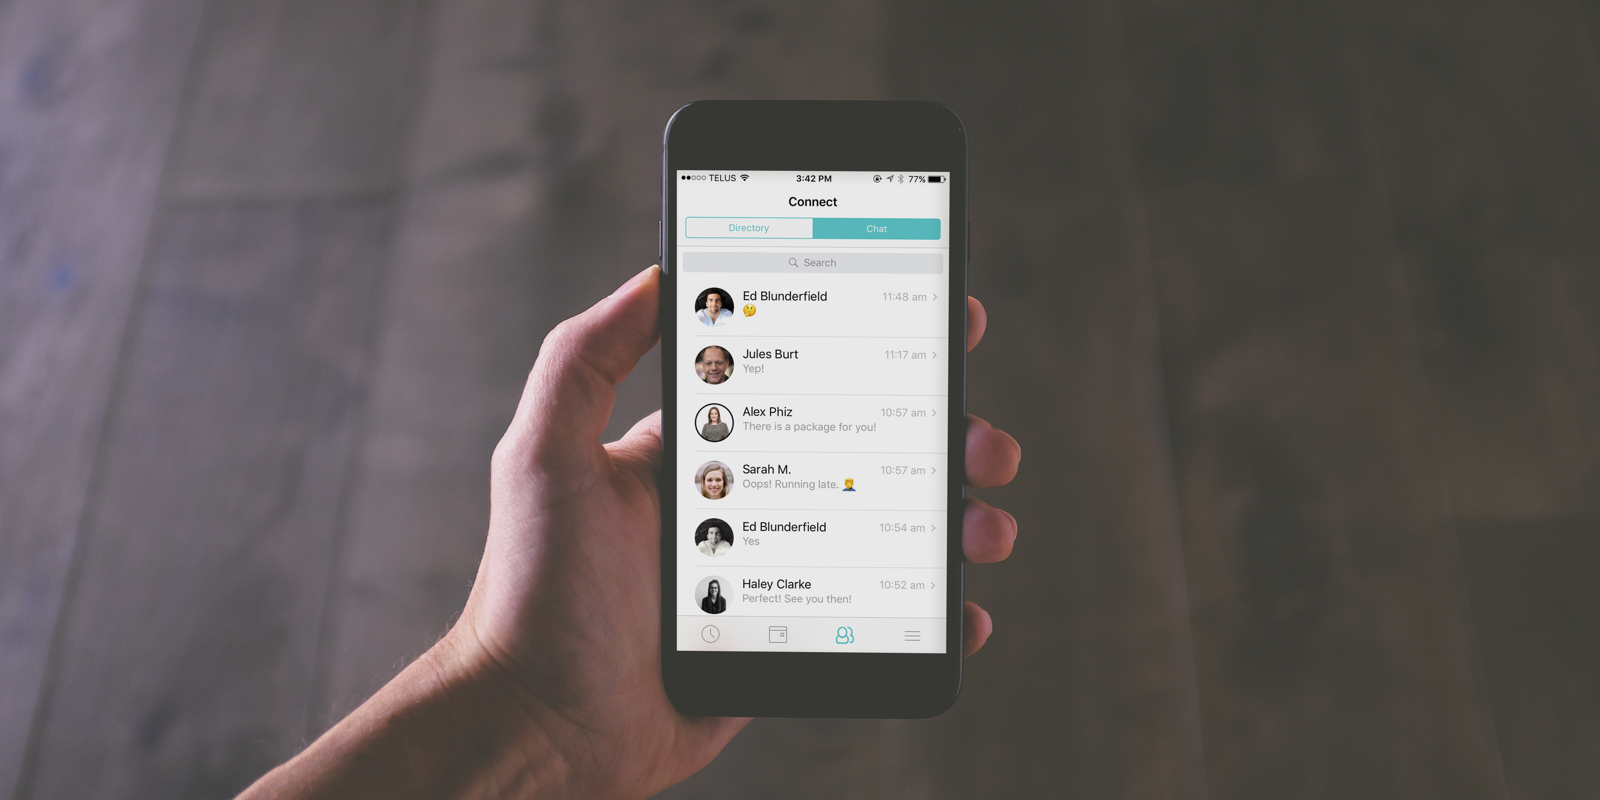 TELUS 3:42 PM 77%
Connect
Directory Chat
Search
Ed Blunderfield 11:48 am
🤔
Jules Burt 11:17 am
Yep!
Alex Phiz 10:57 am
There is a package for you!
Sarah M. 10:57 am
Oops! Running late. 🤦‍♂️
Ed Blunderfield 10:54 am
Yes
Haley Clarke 10:52 am
Perfect! See you then!